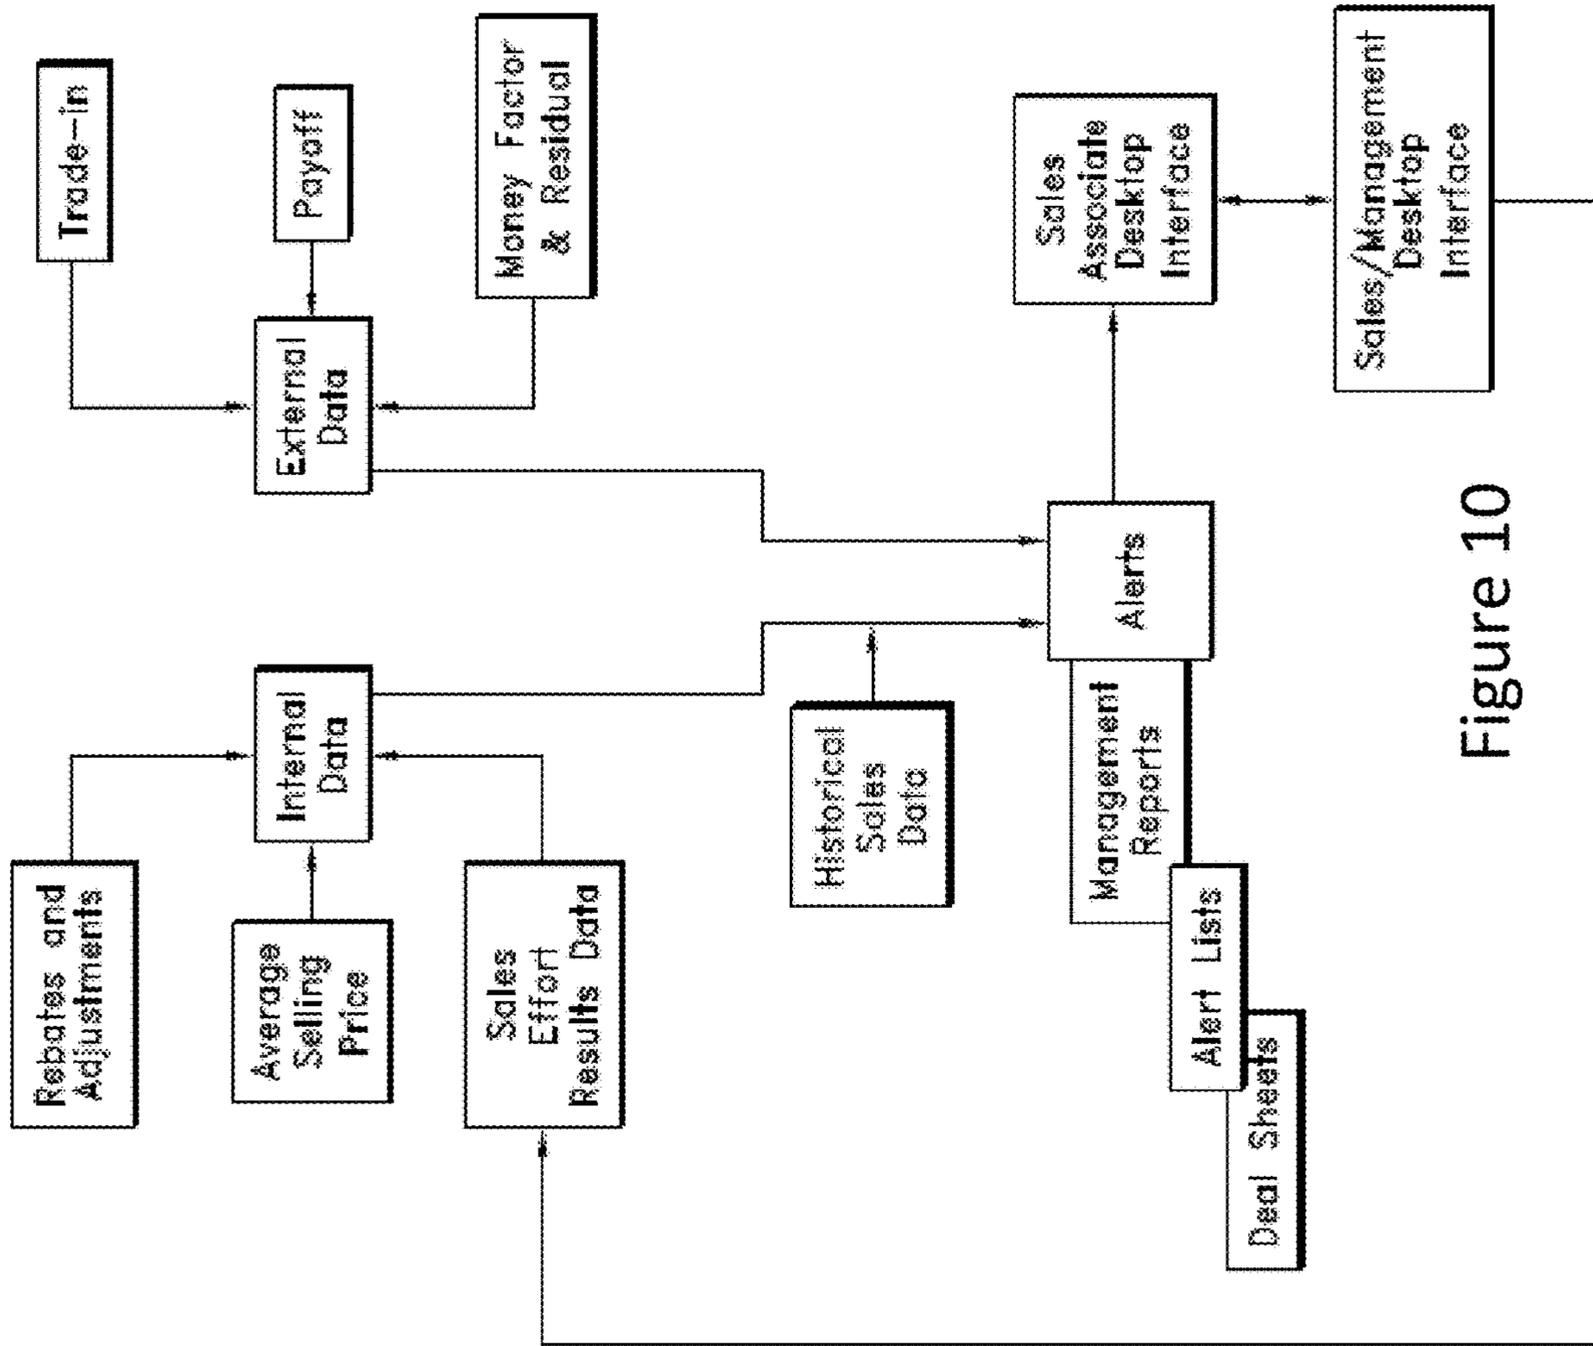 Rebates and
Adjustments
Average
Selling
Price
Sales
Effort
Results Data
Internal
Data
Trade-in
Payoff
Money Factor
& Residual
External
Data
Historical
Sales
Data
Alerts
Management
Reports
Alert Lists
Deal Sheets
Sales
Associate
Desktop
Interface
Sales/Management
Desktop
Interface
Figure 10